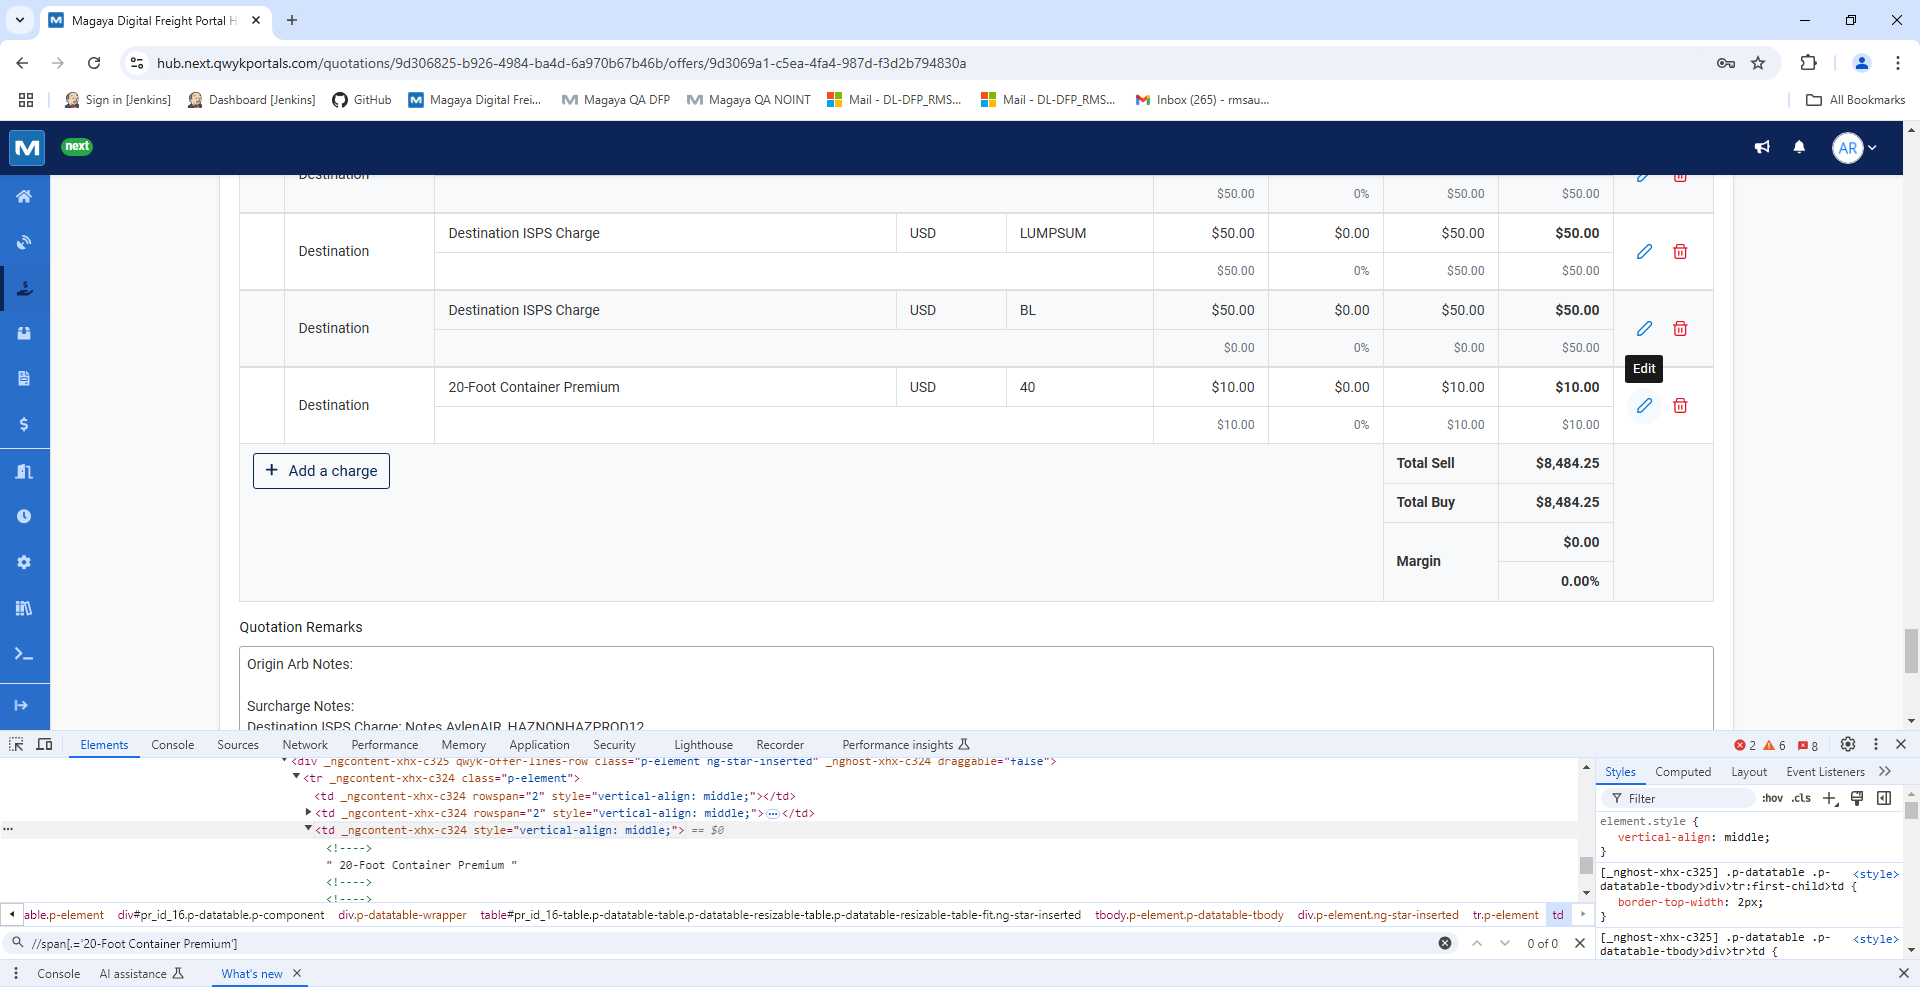 Magaya Digital Freight Portal H
hub.next.qwykportals.com/quotations/9d306825-b926-4984-ba4d-6a970b67b46b/offers/9d3069a1-c5ea-4fa4-987d-f3d2b794830a
Sign in [Jenkins] Dashboard [Jenkins] GitHub Magaya Digital Frei... Magaya QA DFP Magaya QA NOINT Mail - DL-DFP_RMS... Mail - DL-DFP_RMS... Inbox (265) - rmsau... All Bookmarks
next AR
Destination
$50.00 0% $50.00 $50.00
Destination Destination ISPS Charge USD LUMPSUM $50.00 $0.00 $50.00 $50.00
$50.00 0% $50.00 $50.00
Destination Destination ISPS Charge USD BL $50.00 $0.00 $50.00 $50.00
$0.00 0% $0.00 $50.00
Edit
Destination 20-Foot Container Premium USD 40 $10.00 $0.00 $10.00 $10.00
$10.00 0% $10.00 $10.00
+ Add a charge
Total Sell $8,484.25
Total Buy $8,484.25
Margin $0.00
0.00%
Quotation Remarks
Origin Arb Notes:
Surcharge Notes:
Destination ISPS Charge: Notes AylenAIR_HAZNONHAZPROD12
Elements Console Sources Network Performance Memory Application Security Lighthouse Recorder Performance insights 2 6 8
<div _ngcontent-xhx-c325 qwyk-offer-lines-row class="p-element ng-star-inserted" _nghost-xhx-c324 draggable="false">
<tr _ngcontent-xhx-c324 class="p-element">
<td _ngcontent-xhx-c324 rowspan="2" style="vertical-align: middle;"></td>
<td _ngcontent-xhx-c324 rowspan="2" style="vertical-align: middle;">…</td>
<td _ngcontent-xhx-c324 style="vertical-align: middle;"> == $0
<!---->
" 20-Foot Container Premium "
<!---->
<!---->
able.p-element div#pr_id_16.p-datatable.p-component div.p-datatable-wrapper table#pr_id_16-table.p-datatable-table.p-datatable-resizable-table.p-datatable-resizable-table-fit.ng-star-inserted tbody.p-element.p-datatable-tbody div.p-element.ng-star-inserted tr.p-element td
//span[.='20-Foot Container Premium'] 0 of 0
Styles Computed Layout Event Listeners
Filter :hov .cls
element.style {
vertical-align: middle;
}
[_nghost-xhx-c325] .p-datatable .p- <style>
datatable-tbody>div>tr:first-child>td {
border-top-width: 2px;
}
[_nghost-xhx-c325] .p-datatable .p- <style>
datatable-tbody>div>tr>td {
Console AI assistance What's new